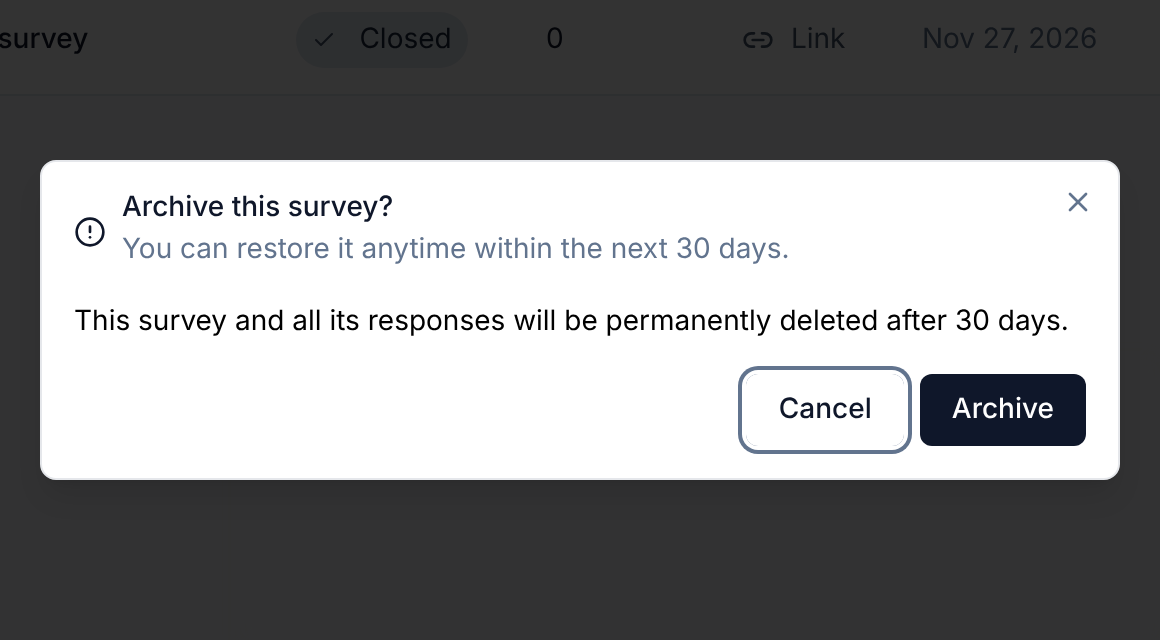 survey Closed 0 Link Nov 27, 2026
Archive this survey?
You can restore it anytime within the next 30 days.
This survey and all its responses will be permanently deleted after 30 days.
Cancel Archive